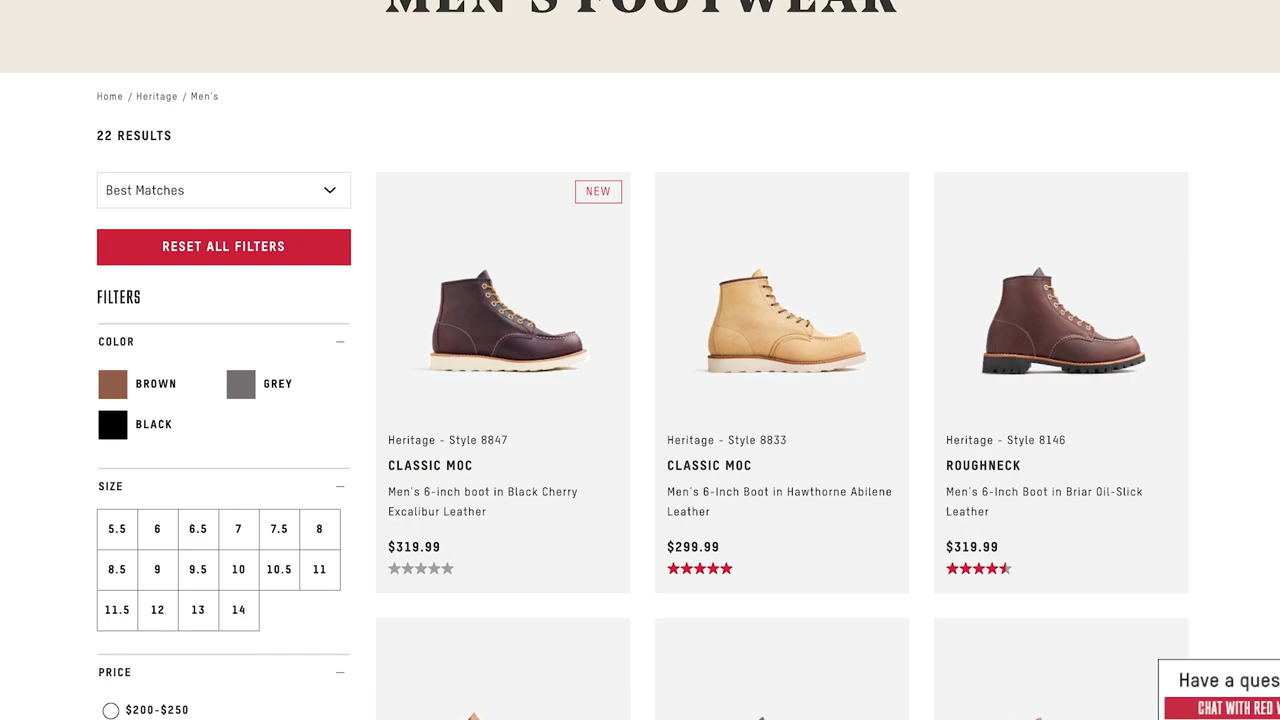 MEN'S FOOTWEAR
Home / Heritage / Men's
22 RESULTS
Best Matches
RESET ALL FILTERS
FILTERS
COLOR
BROWN
GREY
BLACK
SIZE
5.5 6 6.5 7 7.5 8
8.5 9 9.5 10 10.5 11
11.5 12 13 14
PRICE
$200-$250
NEW
Heritage - Style 8847
CLASSIC MOC
Men's 6-inch boot in Black Cherry
Excalibur Leather
$319.99
Heritage - Style 8833
CLASSIC MOC
Men's 6-Inch Boot in Hawthorne Abilene
Leather
$299.99
Heritage - Style 8146
ROUGHNECK
Men's 6-Inch Boot in Briar Oil-Slick
Leather
$319.99
Have a ques
CHAT WITH RED